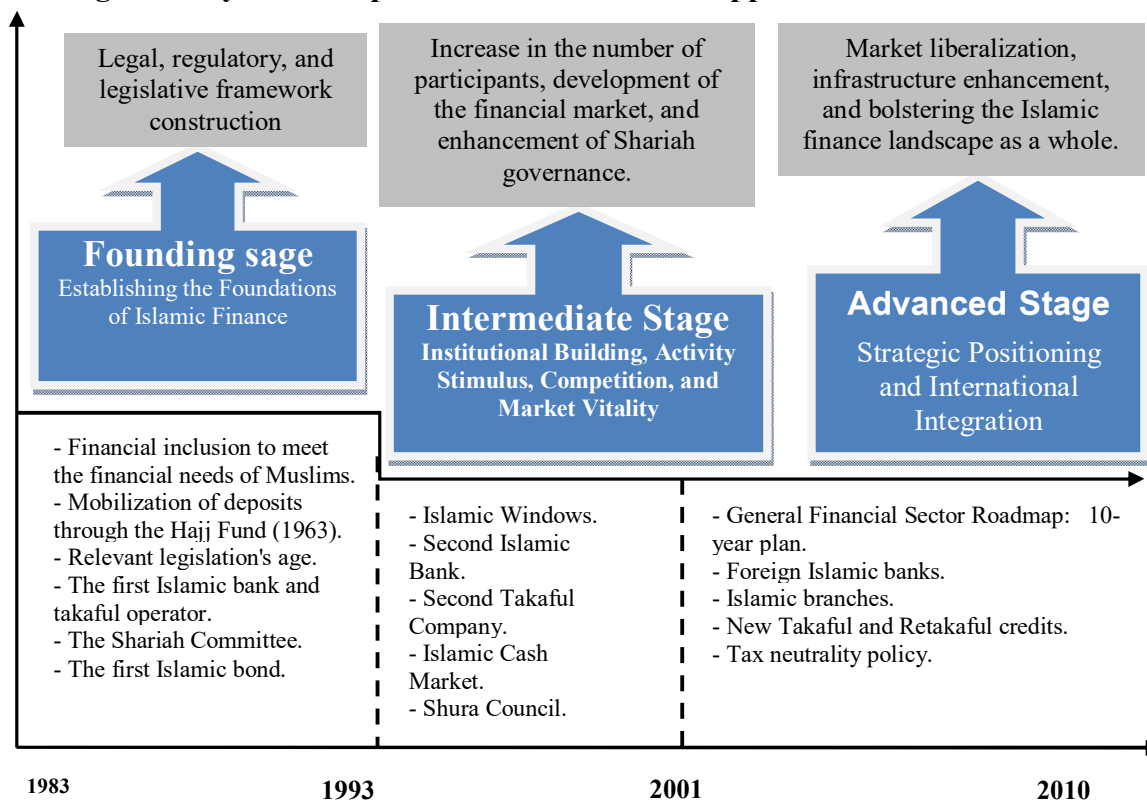 Legal, regulatory, and
legislative framework
construction
Increase in the number of
participants, development of
the financial market, and
enhancement of Shariah
governance.
Market liberalization,
infrastructure enhancement,
and bolstering the Islamic
finance landscape as a whole.
Founding sage
Establishing the Foundations
of Islamic Finance
Intermediate Stage
Institutional Building, Activity
Stimulus, Competition, and
Market Vitality
Advanced Stage
Strategic Positioning
and International
Integration
- Financial inclusion to meet
the financial needs of Muslims.
- Mobilization of deposits
through the Hajj Fund (1963).
- Relevant legislation's age.
- The first Islamic bank and
takaful operator.
- The Shariah Committee.
- The first Islamic bond.
- Islamic Windows.
- Second Islamic
Bank.
- Second Takaful
Company.
- Islamic Cash
Market.
- Shura Council.
- General Financial Sector Roadmap: 10-
year plan.
- Foreign Islamic banks.
- Islamic branches.
- New Takaful and Retakaful credits.
- Tax neutrality policy.
1983
1993
2001
2010